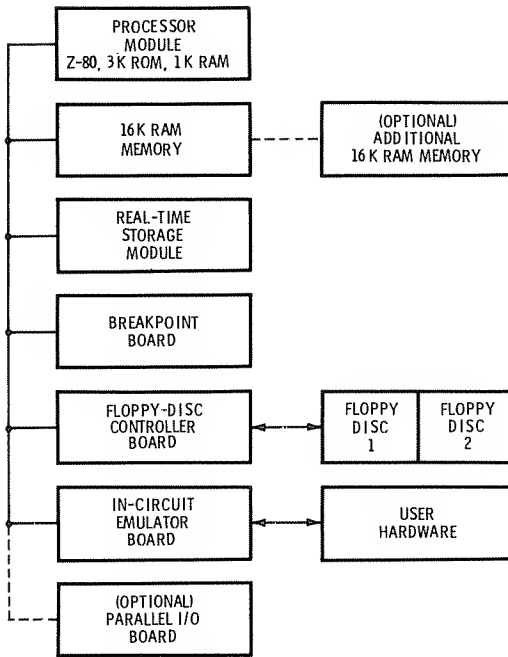 PROCESSOR
MODULE
Z-80, 3K ROM, 1K RAM
16K RAM
MEMORY
(OPTIONAL)
ADDITIONAL
16K RAM MEMORY
REAL-TIME
STORAGE
MODULE
BREAKPOINT
BOARD
FLOPPY-DISC
CONTROLLER
BOARD
FLOPPY
DISC
1
FLOPPY
DISC
2
IN-CIRCUIT
EMULATOR
BOARD
USER
HARDWARE
(OPTIONAL)
PARALLEL I/O
BOARD